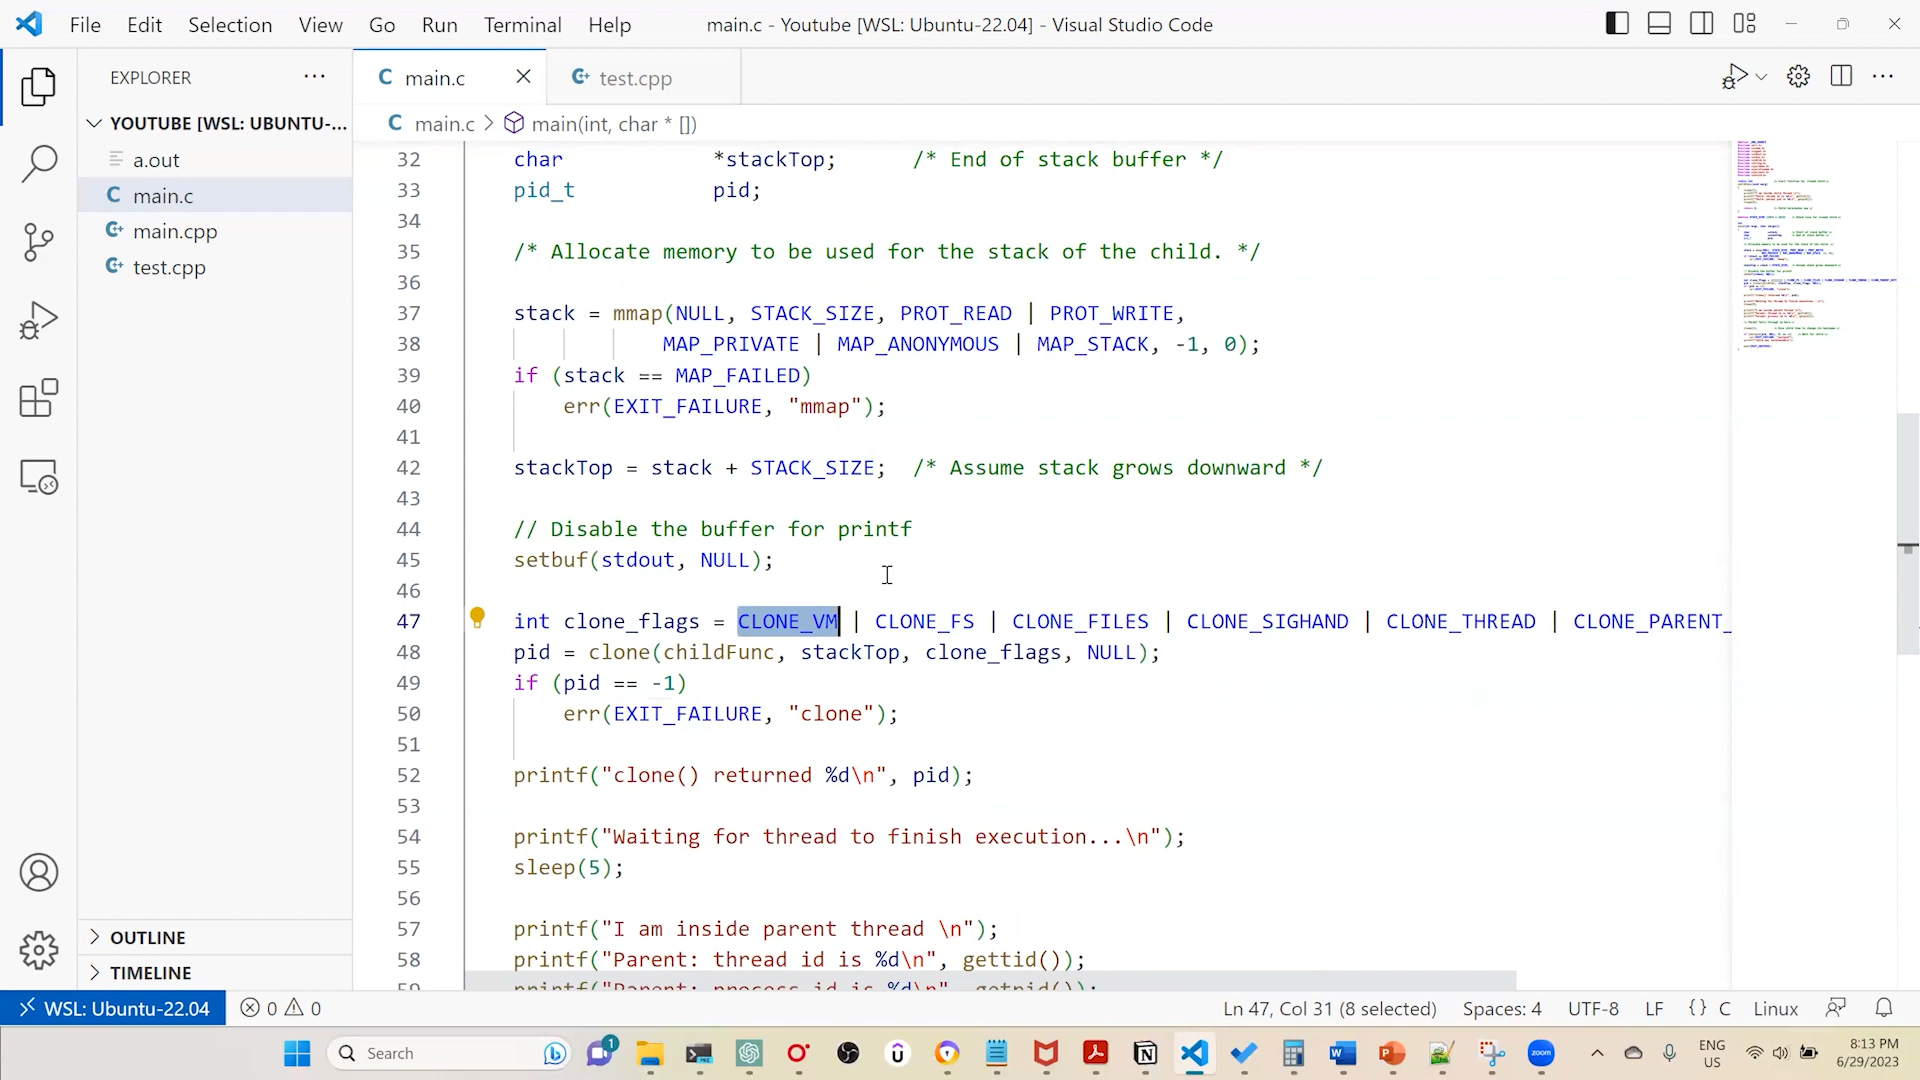 File Edit Selection View Go Run Terminal Help
main.c - Youtube [WSL: Ubuntu-22.04] - Visual Studio Code
EXPLORER
YOUTUBE [WSL: UBUNTU-...
a.out
C main.c
main.cpp
test.cpp
OUTLINE
TIMELINE
C main.c
test.cpp
C main.c > main(int, char * [])
32 char *stackTop; /* End of stack buffer */
33 pid_t pid;
34
35 /* Allocate memory to be used for the stack of the child. */
36
37 stack = mmap(NULL, STACK_SIZE, PROT_READ | PROT_WRITE,
38 MAP_PRIVATE | MAP_ANONYMOUS | MAP_STACK, -1, 0);
39 if (stack == MAP_FAILED)
40 err(EXIT_FAILURE, "mmap");
41
42 stackTop = stack + STACK_SIZE; /* Assume stack grows downward */
43
44 // Disable the buffer for printf
45 setbuf(stdout, NULL);
46
47 int clone_flags = CLONE_VM | CLONE_FS | CLONE_FILES | CLONE_SIGHAND | CLONE_THREAD | CLONE_PARENT_
48 pid = clone(childFunc, stackTop, clone_flags, NULL);
49 if (pid == -1)
50 err(EXIT_FAILURE, "clone");
51
52 printf("clone() returned %d\n", pid);
53
54 printf("Waiting for thread to finish execution...\n");
55 sleep(5);
56
57 printf("I am inside parent thread \n");
58 printf("Parent: thread id is %d\n", gettid());
59 printf("Parent: process id is %d\n", getpid());
WSL: Ubuntu-22.04 0 0
Ln 47, Col 31 (8 selected) Spaces: 4 UTF-8 LF {} C Linux
Search
1
zoom
ENG
US
8:13 PM
6/29/2023